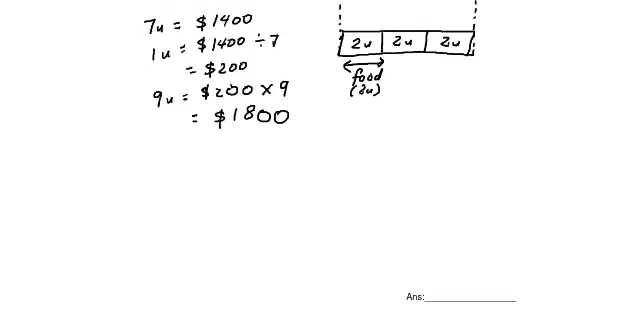 7u = $1400
1u = $1400 ÷ 7
= $200
9u = $200 × 9
= $1800
2u 2u 2u
food
(2u)
Ans: